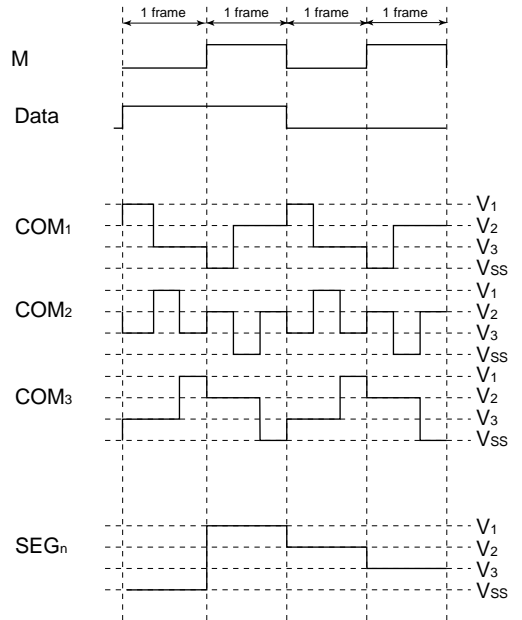 1 frame 1 frame 1 frame 1 frame
M
Data
V1
COM1 V2
V3
VSS
V1
COM2 V2
V3
VSS
V1
COM3 V2
V3
VSS
V1
SEGn V2
V3
VSS